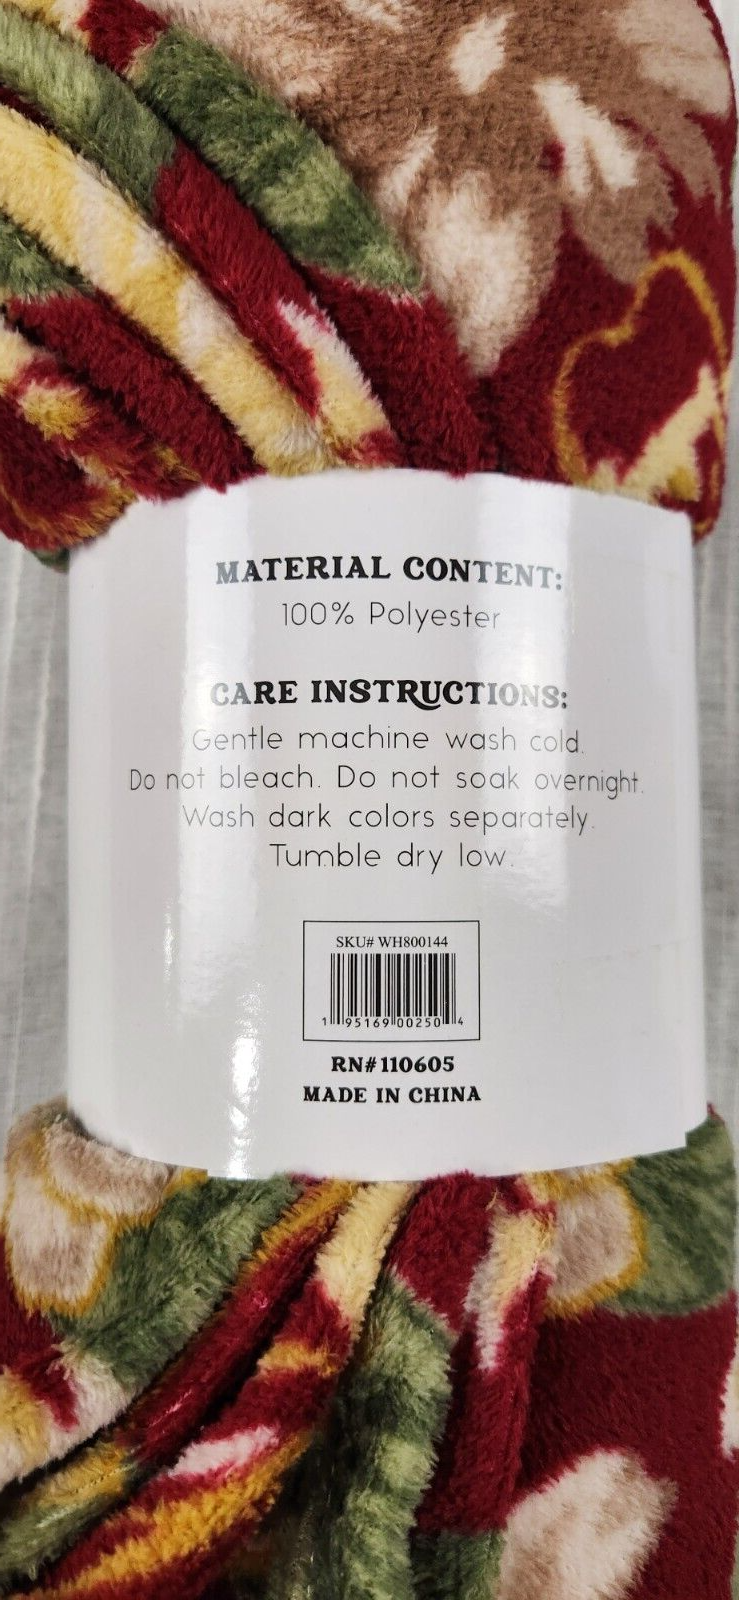 MATERIAL CONTENT:
100% Polyester
CARE INSTRUCTIONS:
Gentle machine wash cold.
Do not bleach. Do not soak overnight.
Wash dark colors separately.
Tumble dry low.
SKU# WH800144
1 95169 00250 4
RN#110605
MADE IN CHINA